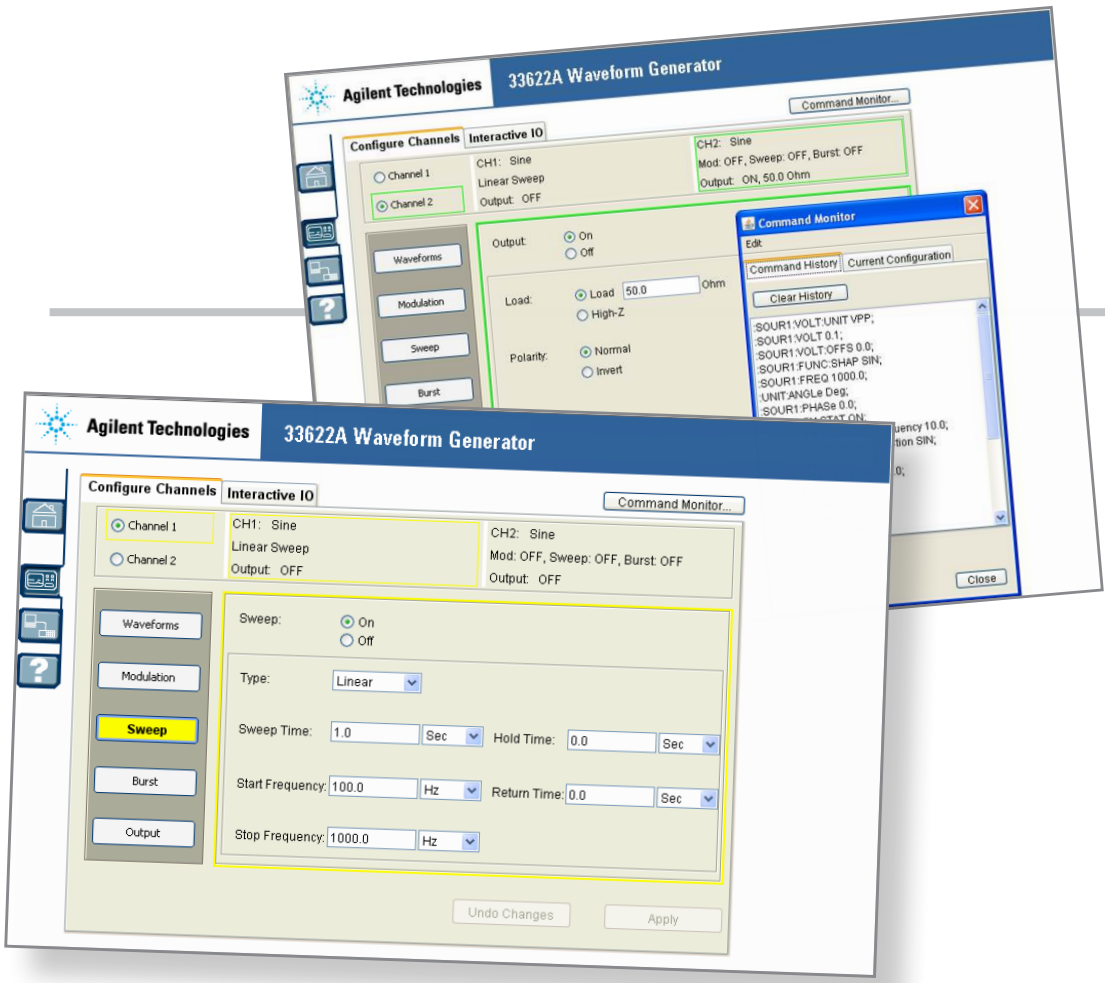 Agilent Technologies
33622A Waveform Generator
Command Monitor...
Configure Channels
Interactive IO
Channel 1
Channel 2
CH1: Sine
Linear Sweep
Output: OFF
CH2: Sine
Mod: OFF, Sweep: OFF, Burst: OFF
Output: ON, 50.0 Ohm
Waveforms
Modulation
Sweep
Burst
Output:
On
Off
Load:
Load 50.0 Ohm
High-Z
Polarity:
Normal
Invert
Command Monitor
Edit
Command History
Current Configuration
Clear History
:SOUR1:VOLT:UNIT VPP;
:SOUR1:VOLT 0.1;
:SOUR1:VOLT:OFFS 0.0;
:SOUR1:FUNC:SHAP SIN;
:SOUR1:FREQ 1000.0;
:UNIT:ANGLe Deg;
:SOUR1:PHASe 0.0;
STAT ON;
uency 10.0;
ction SIN;
.0;
Close
Agilent Technologies
33622A Waveform Generator
Configure Channels
Interactive IO
Command Monitor...
Channel 1
Channel 2
CH1: Sine
Linear Sweep
Output: OFF
CH2: Sine
Mod: OFF, Sweep: OFF, Burst: OFF
Output: OFF
?
Waveforms
Modulation
Sweep
Burst
Output
Sweep:
On
Off
Type: Linear
Sweep Time: 1.0 Sec Hold Time: 0.0 Sec
Start Frequency: 100.0 Hz Return Time: 0.0 Sec
Stop Frequency: 1000.0 Hz
Undo Changes
Apply